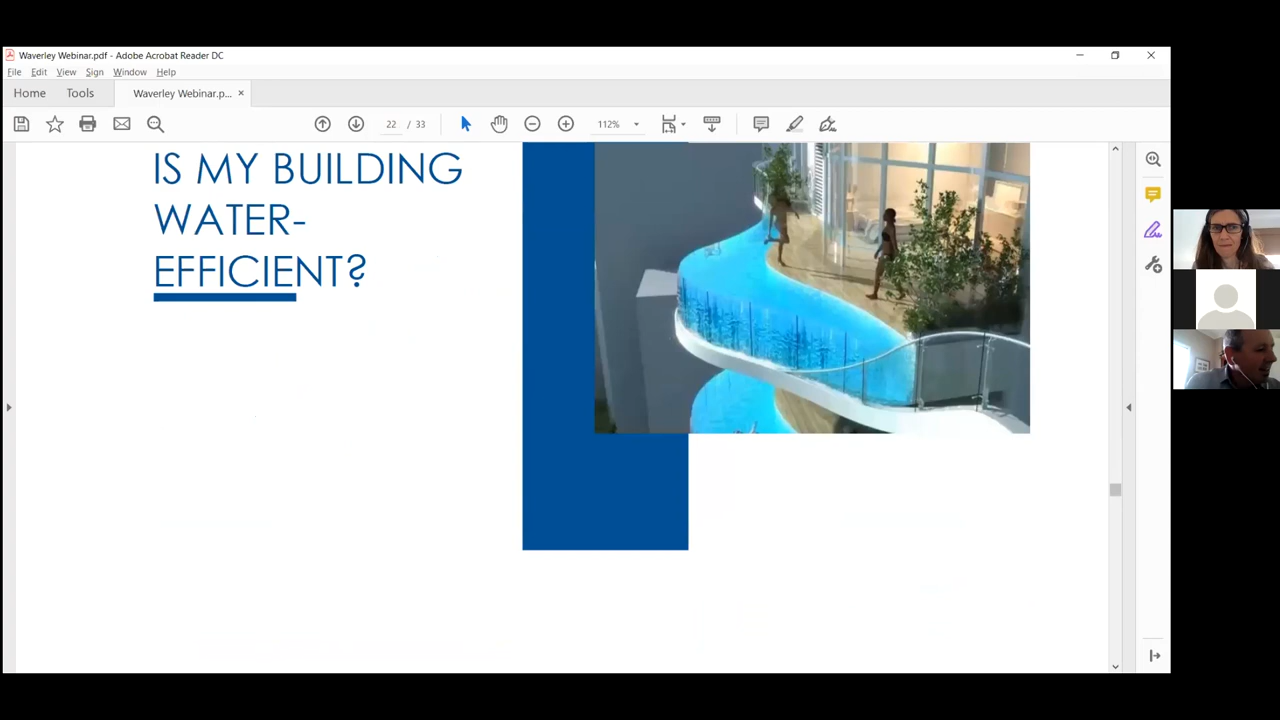 Waverley Webinar.pdf - Adobe Acrobat Reader DC
File Edit View Sign Window Help
Home Tools Waverley Webinar.p... ×
22 / 33 112%
IS MY BUILDING
WATER-
EFFICIENT?